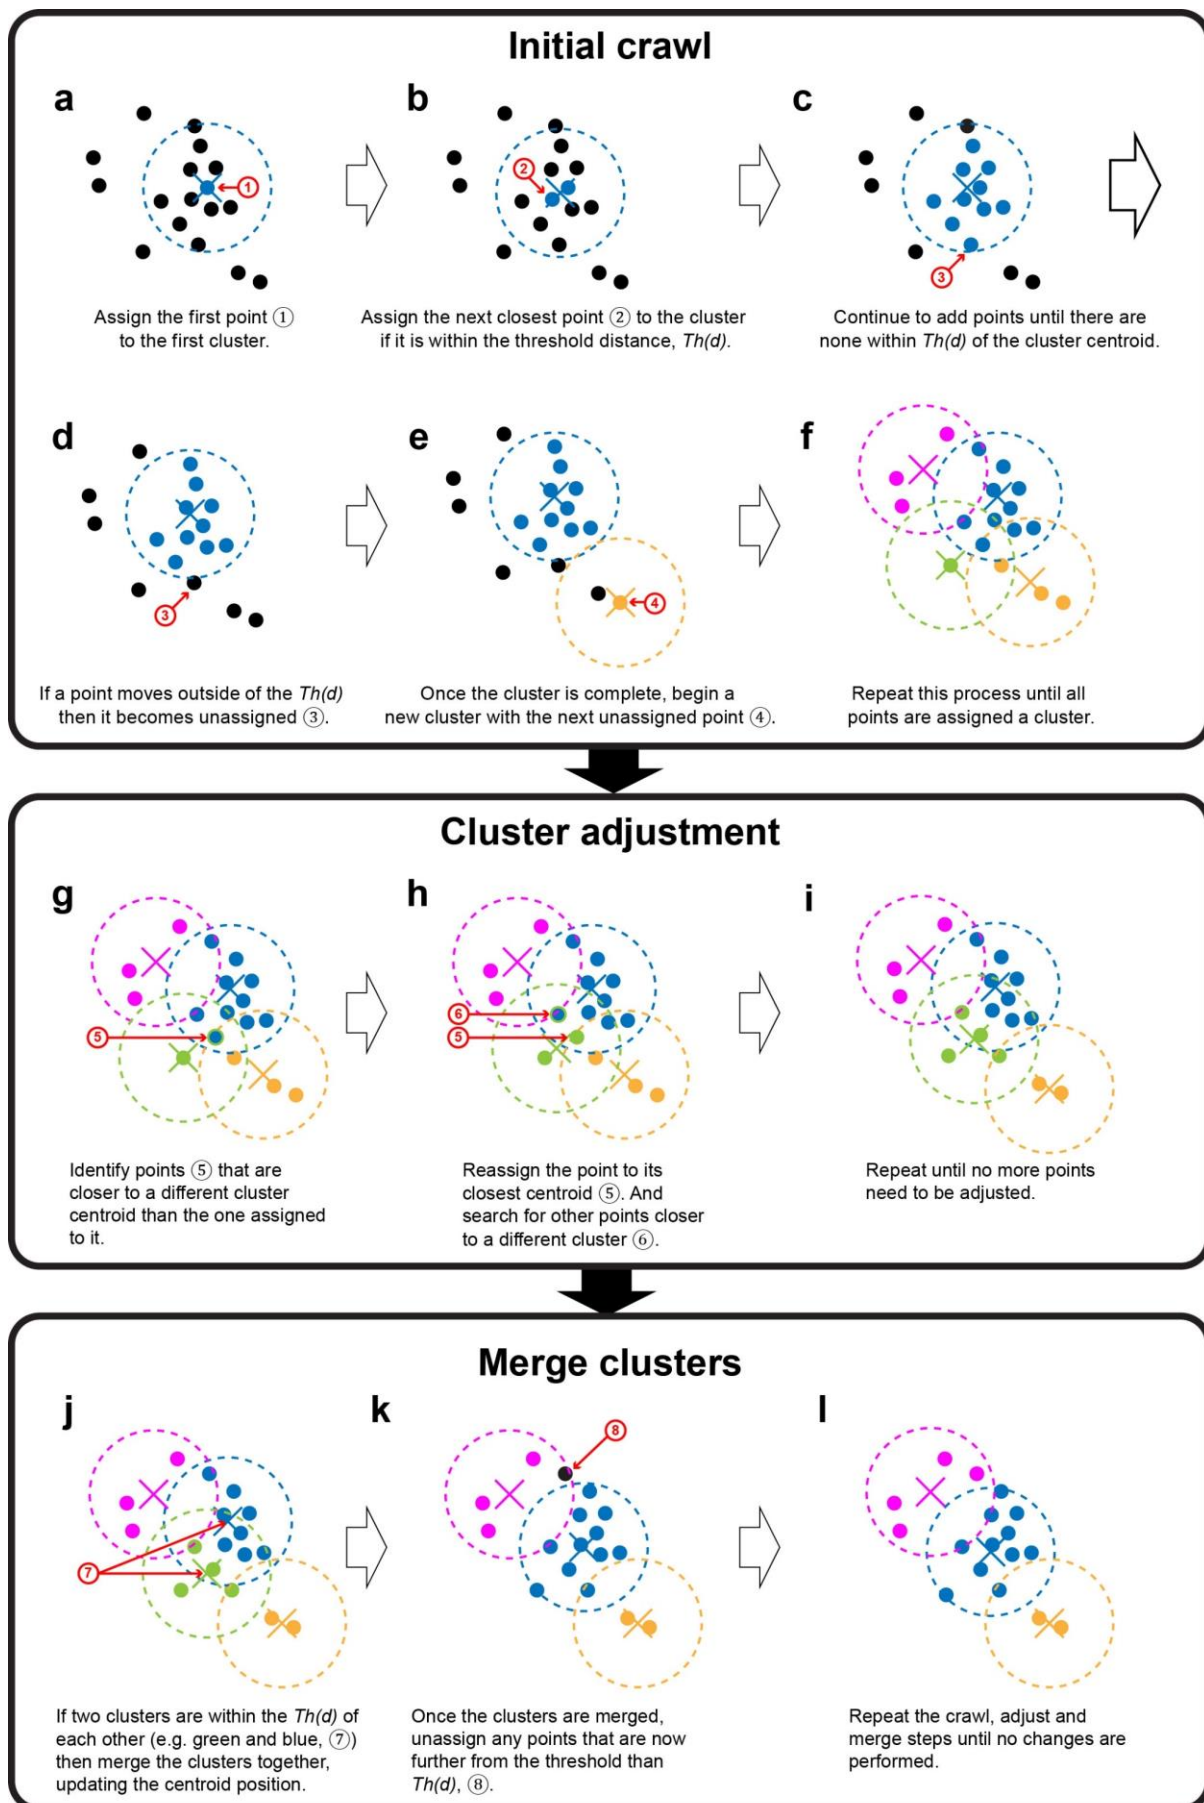 Initial crawl
a
b
c
1
2
3
Assign the first point ①
to the first cluster.
Assign the next closest point ② to the cluster
if it is within the threshold distance, Th(d).
Continue to add points until there are
none within Th(d) of the cluster centroid.
d
e
f
3
4
If a point moves outside of the Th(d)
then it becomes unassigned ③.
Once the cluster is complete, begin a
new cluster with the next unassigned point ④.
Repeat this process until all
points are assigned a cluster.
Cluster adjustment
g
h
i
5
6
5
Identify points ⑤ that are
closer to a different cluster
centroid than the one assigned
to it.
Reassign the point to its
closest centroid ⑤. And
search for other points closer
to a different cluster ⑥.
Repeat until no more points
need to be adjusted.
Merge clusters
j
k
l
7
8
If two clusters are within the Th(d) of
each other (e.g. green and blue, ⑦)
then merge the clusters together,
updating the centroid position.
Once the clusters are merged,
unassign any points that are now
further from the threshold than
Th(d), ⑧.
Repeat the crawl, adjust and
merge steps until no changes are
performed.